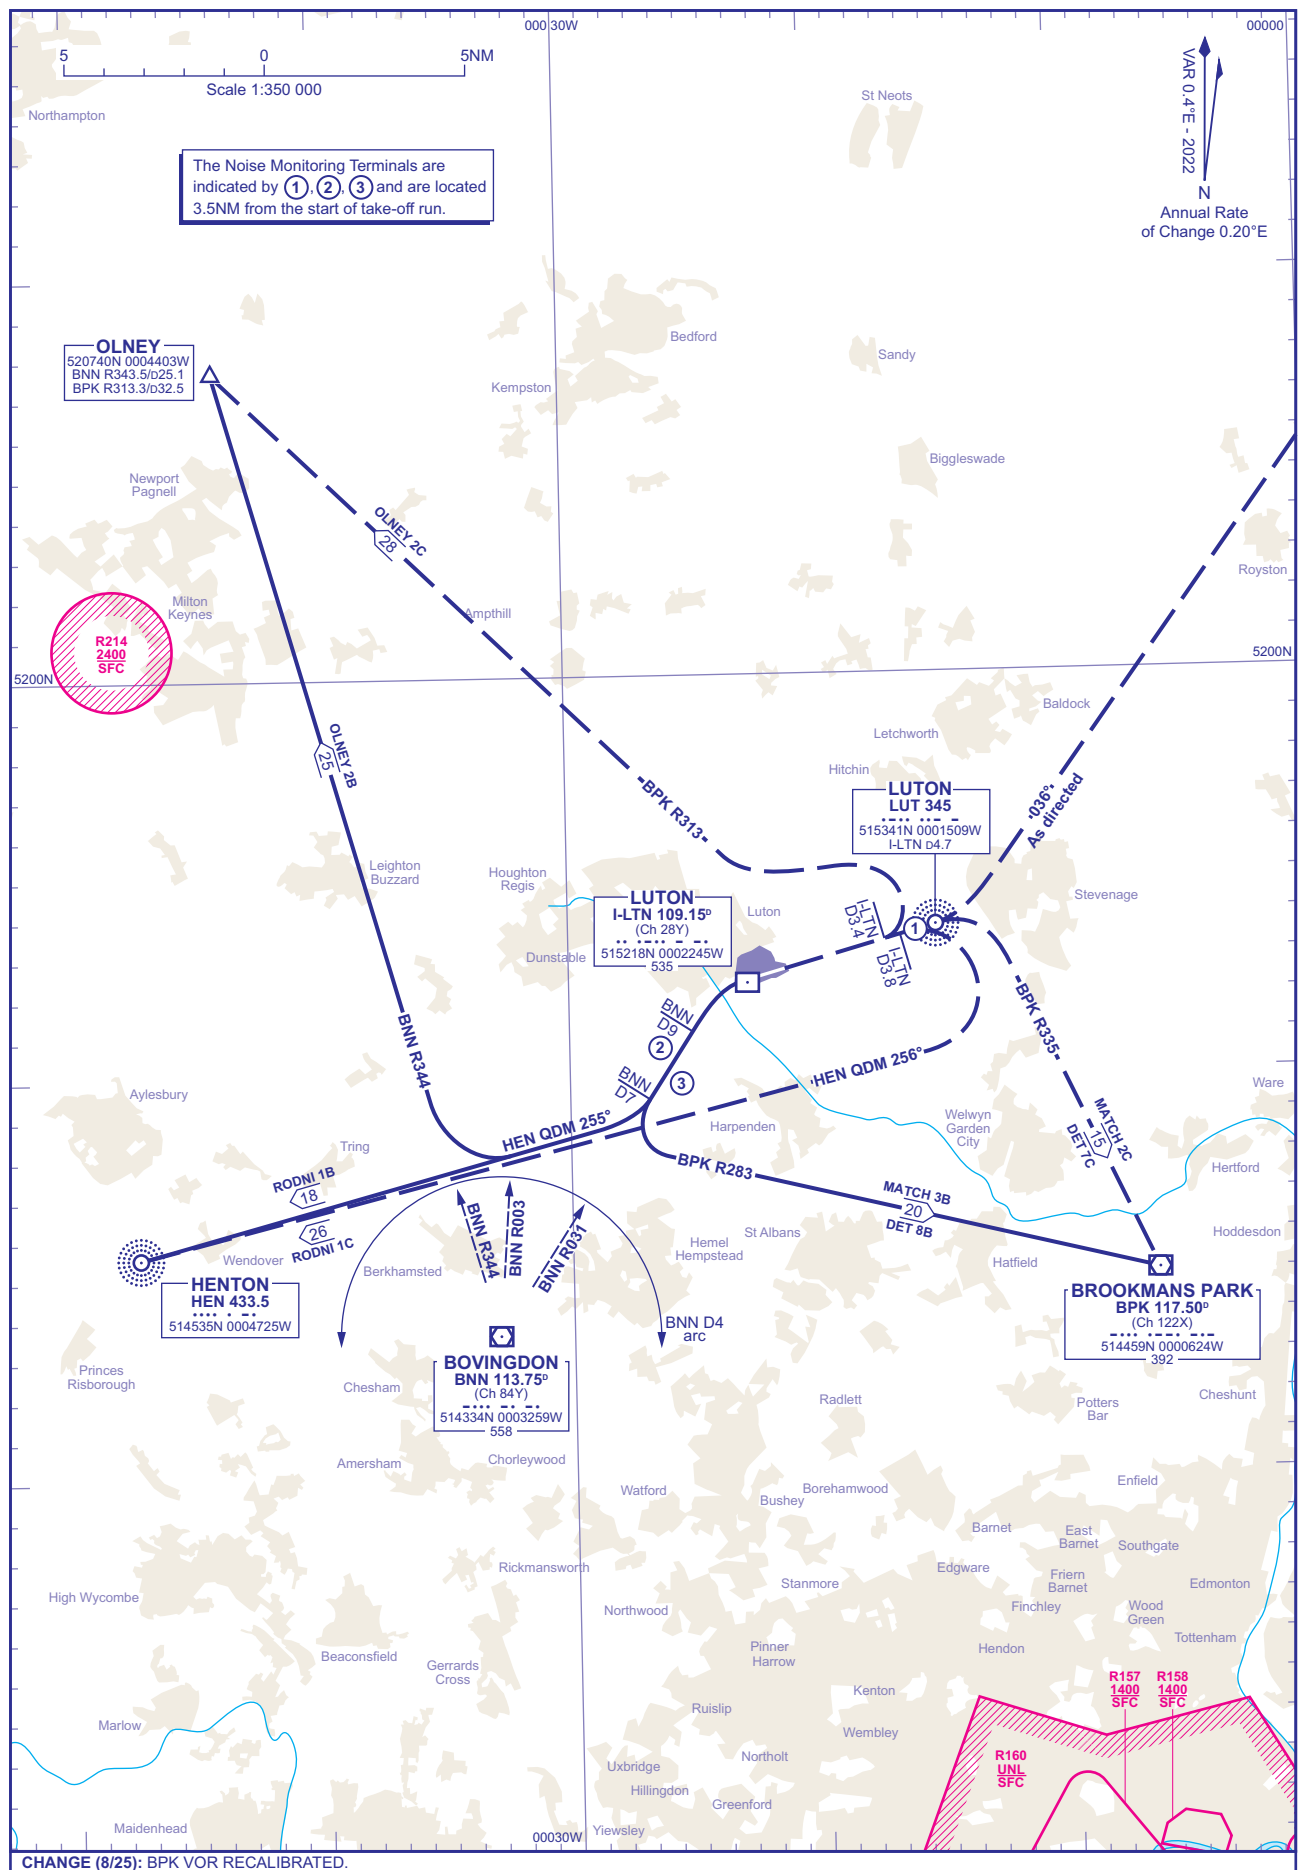 00030W
00000
5 0 5NM
Scale 1:350 000
Northampton
St Neots
VAR 0.4°E - 2022
N
Annual Rate
of Change 0.20°E
The Noise Monitoring Terminals are
indicated by 1, 2, 3 and are located
3.5NM from the start of take-off run.
Bedford
Sandy
Kempston
OLNEY
520740N 0004403W
BNN R343.5/D25.1
BPK R313.3/D32.5
Biggleswade
Newport
Pagnell
OLNEY 2C
28
Royston
Milton
Keynes
Ampthill
R214
2400
SFC
5200N
5200N
Baldock
Letchworth
Hitchin
OLNEY 2B
25
BPK R313
LUTON
LUT 345
515341N 0001509W
I-LTN D4.7
036°
As directed
Leighton
Buzzard
Houghton
Regis
Stevenage
LUTON
I-LTN 109.15D
(Ch 28Y)
515218N 0002245W
535
Luton
I-LTN
D3.4
1
I-LTN
D3.8
Dunstable
BPK R335
BNN
D9
2
BNN R344
3
BNN
D7
HEN QDM 256°
Ware
Aylesbury
Welwyn
Garden
City
MATCH 2C
15
DET 7C
HEN QDM 255°
Harpenden
Tring
BPK R283
Hertford
RODNI 1B
18
MATCH 3B
20
DET 8B
26
RODNI 1C
BNN R344
BNN R003
BNN R031
Hemel
Hempstead
St Albans
Hoddesdon
Wendover
Berkhamsted
Hatfield
HENTON
HEN 433.5
514535N 0004725W
BROOKMANS PARK
BPK 117.50D
(Ch 122X)
514459N 0000624W
392
BNN D4
arc
BOVINGDON
BNN 113.75D
(Ch 84Y)
514334N 0003259W
558
Princes
Risborough
Chesham
Radlett
Potters
Bar
Cheshunt
Amersham
Chorleywood
Watford
Bushey
Borehamwood
Enfield
Barnet
East
Barnet
Southgate
Rickmansworth
Edgware
Friern
Barnet
Stanmore
Edmonton
High Wycombe
Northwood
Finchley
Wood
Green
Tottenham
Beaconsfield
Gerrards
Cross
Pinner
Harrow
Hendon
R157
1400
SFC
R158
1400
SFC
Kenton
Ruislip
Marlow
Wembley
Northolt
R160
UNL
SFC
Uxbridge
Hillingdon
Greenford
Maidenhead
00030W
Yiewsley
CHANGE (8/25): BPK VOR RECALIBRATED.